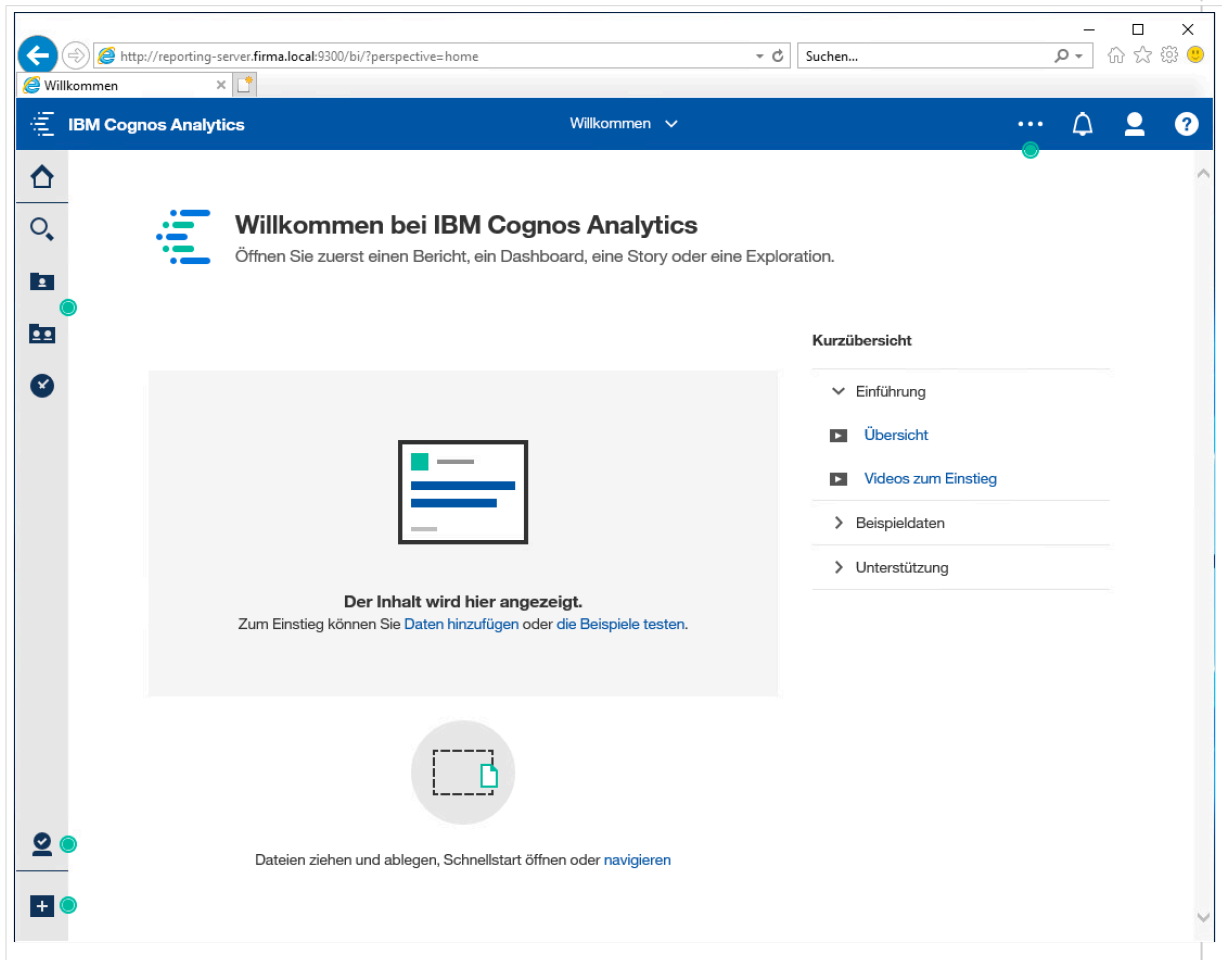 http://reporting-server.firma.local:9300/bi/?perspective=home
Suchen...
Willkommen
IBM Cognos Analytics
Willkommen
?
Willkommen bei IBM Cognos Analytics
Öffnen Sie zuerst einen Bericht, ein Dashboard, eine Story oder eine Exploration.
Kurzübersicht
Einführung
Übersicht
Videos zum Einstieg
Beispieldaten
Unterstützung
Der Inhalt wird hier angezeigt.
Zum Einstieg können Sie Daten hinzufügen oder die Beispiele testen.
Dateien ziehen und ablegen, Schnellstart öffnen oder navigieren